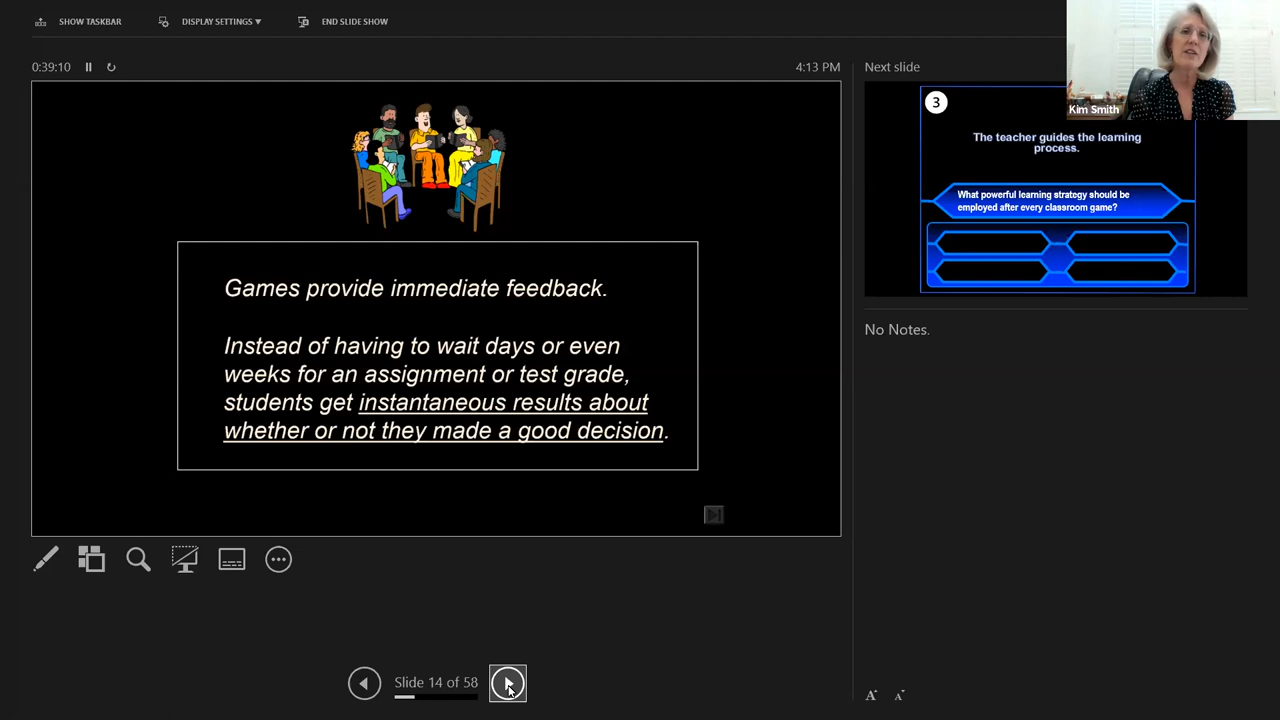 SHOW TASKBAR
DISPLAY SETTINGS
END SLIDE SHOW
0:39:10
4:13 PM
Games provide immediate feedback.
Instead of having to wait days or even
weeks for an assignment or test grade,
students get instantaneous results about
whether or not they made a good decision.
Slide 14 of 58
Next slide
Kim Smith
3
The teacher guides the learning
process.
What powerful learning strategy should be
employed after every classroom game?
No Notes.
A A